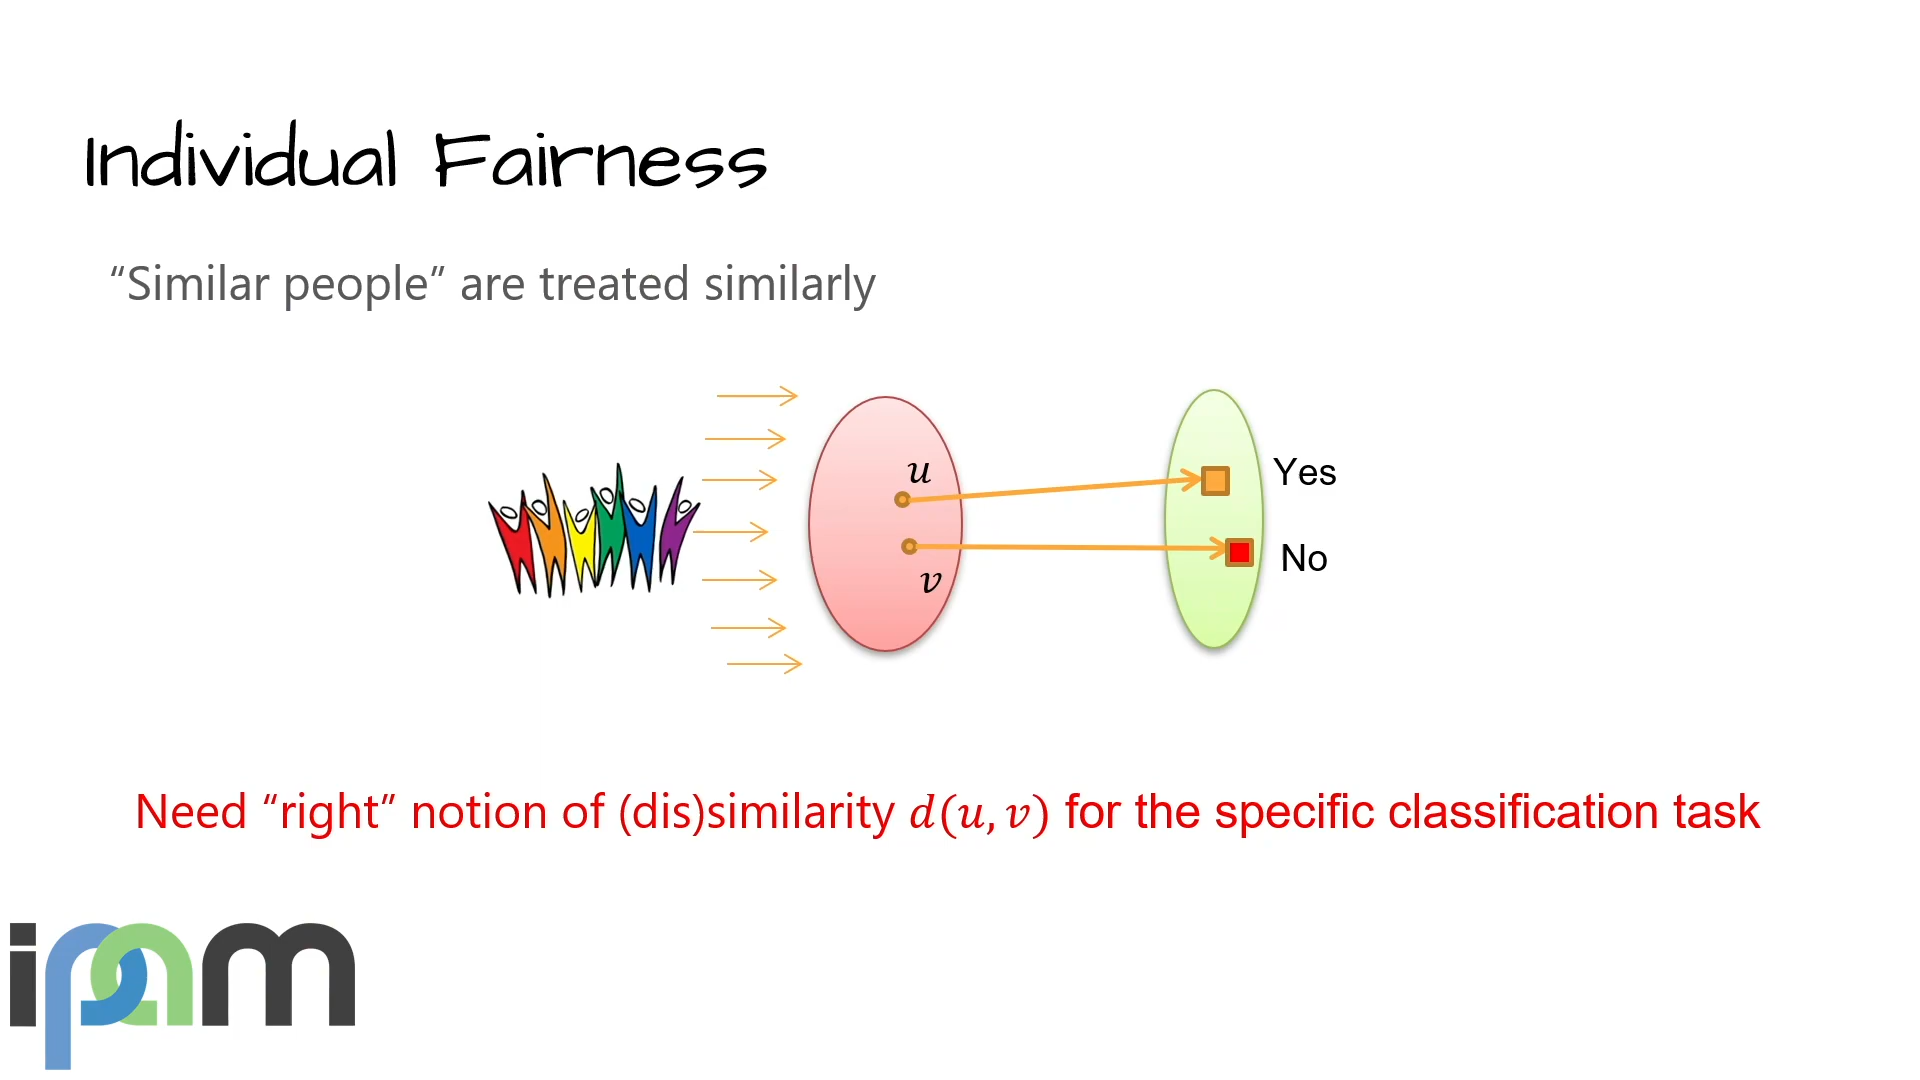 Individual Fairness
“Similar people” are treated similarly
u
Yes
v
No
Need “right” notion of (dis)similarity d(u, v) for the specific classification task
ipam